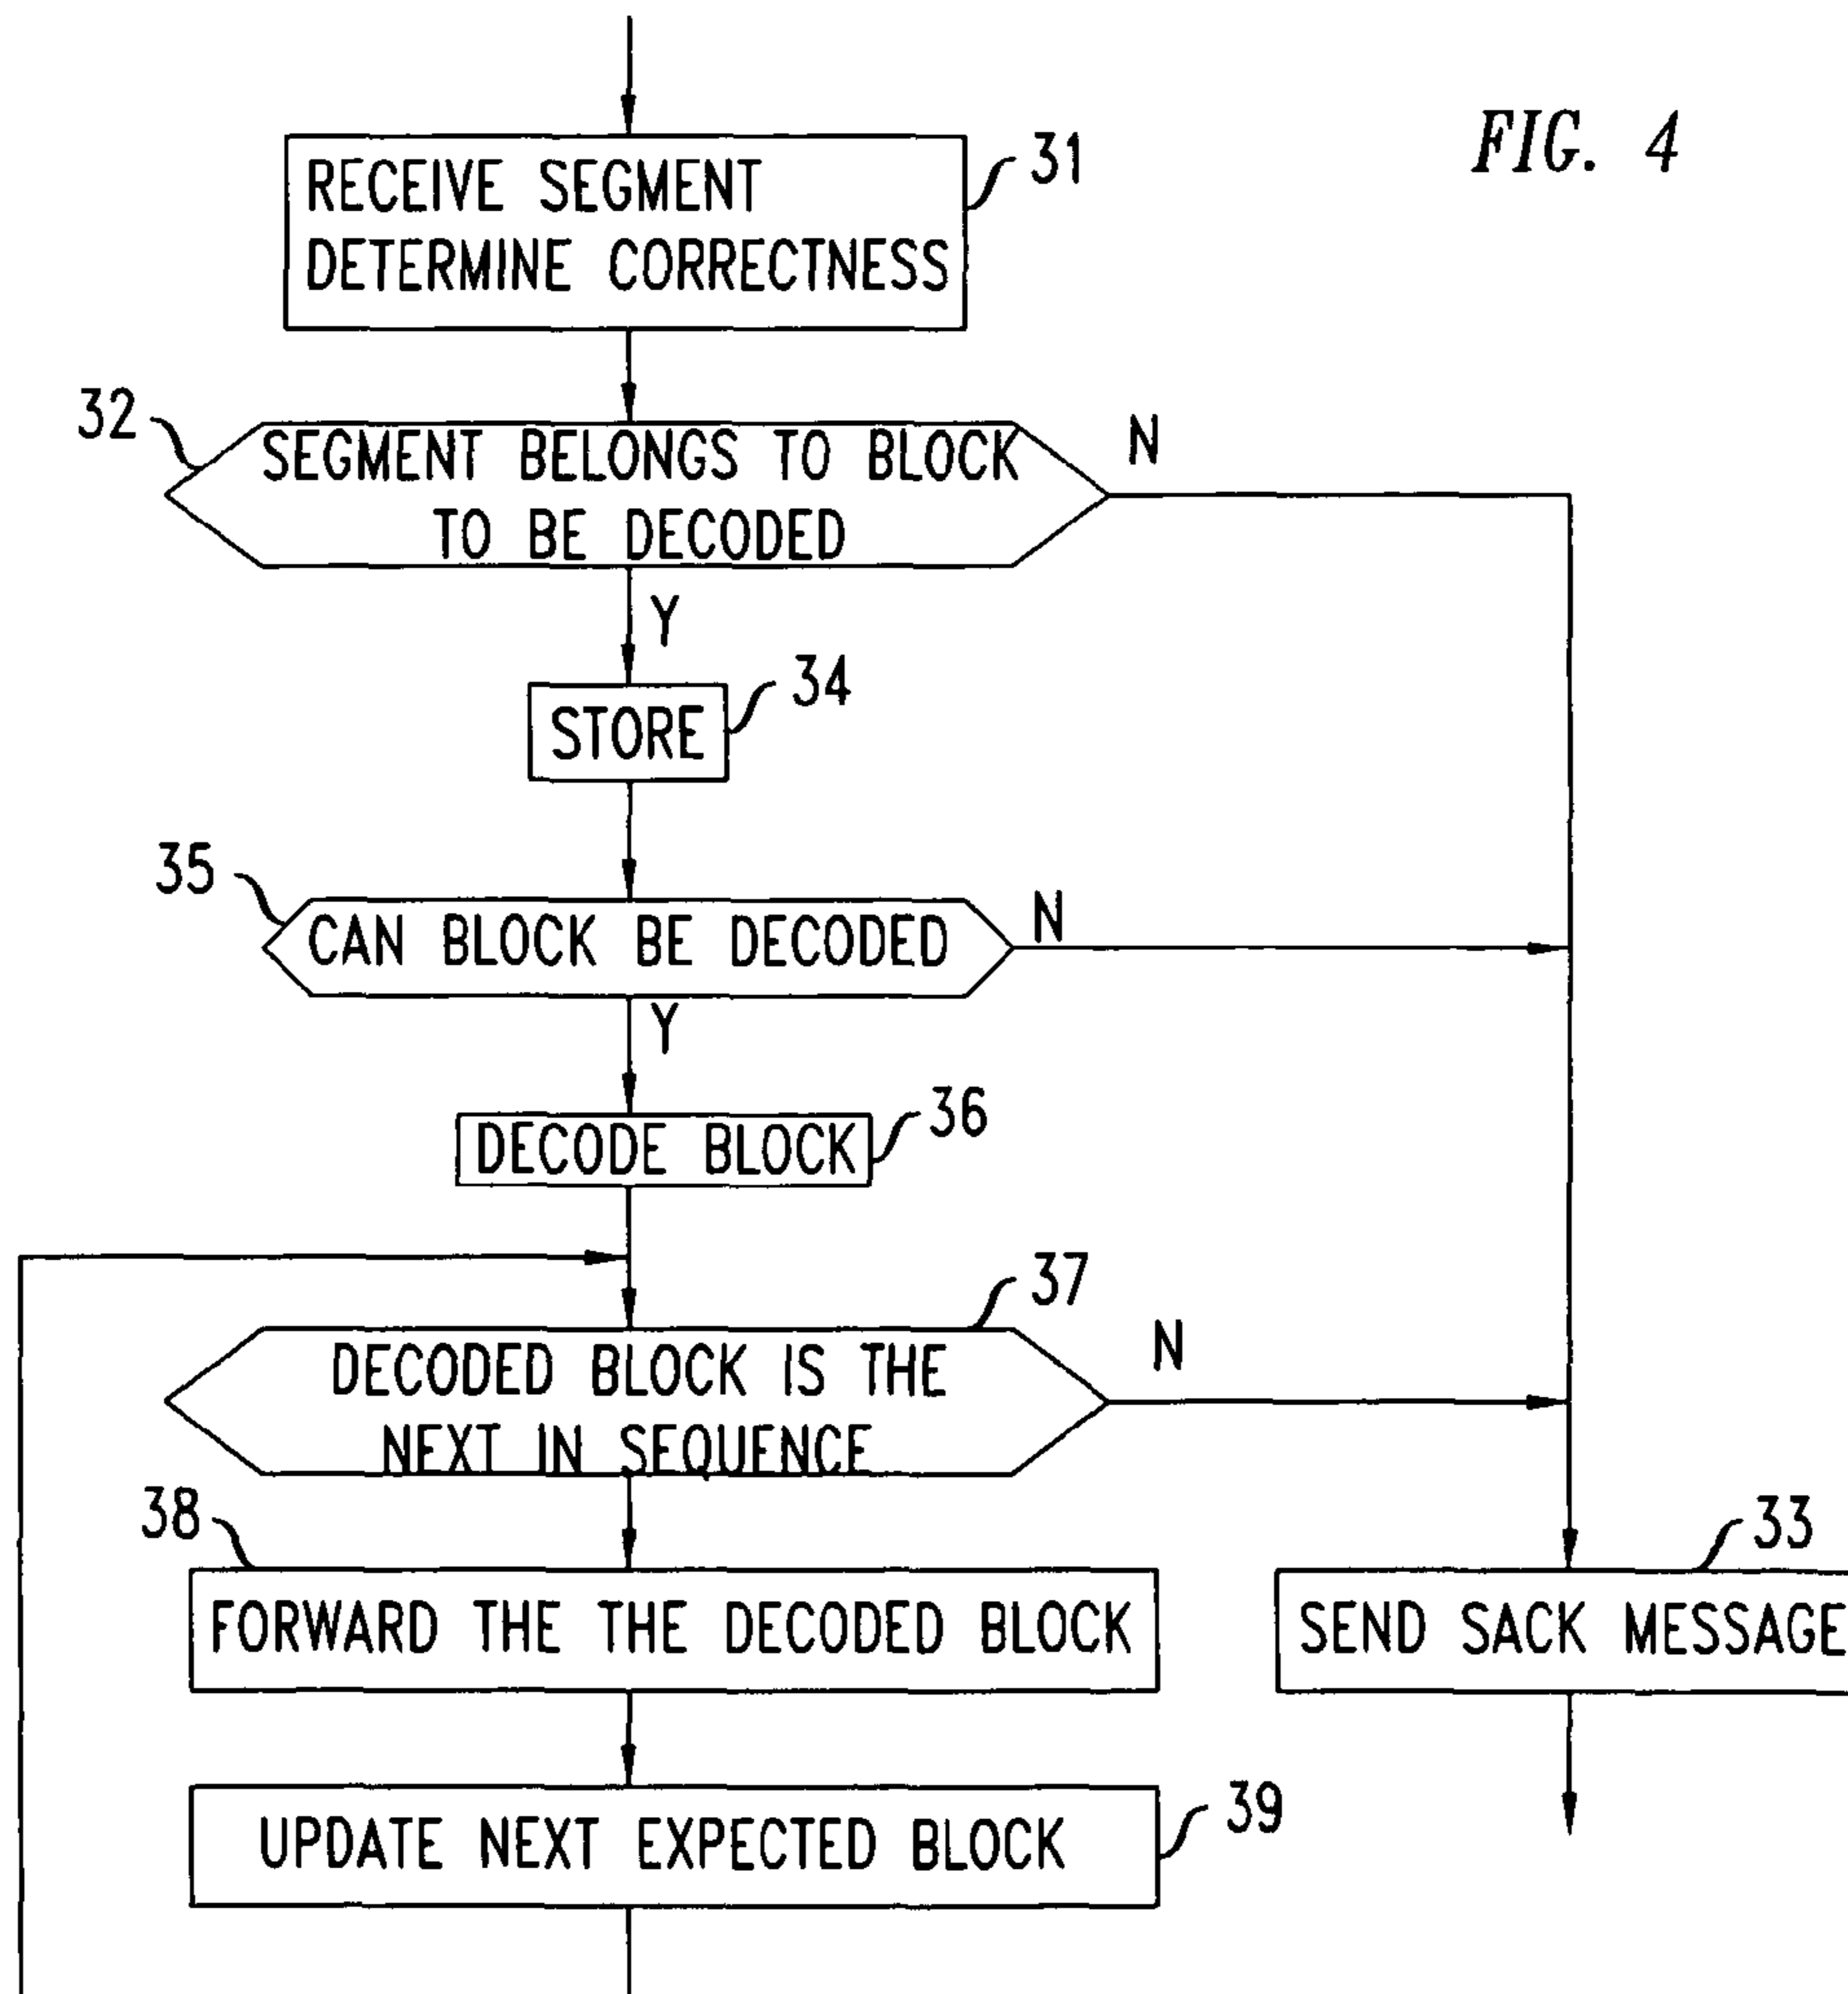 FIG. 4
RECEIVE SEGMENT
DETERMINE CORRECTNESS
31
32
SEGMENT BELONGS TO BLOCK
TO BE DECODED
N
Y
34
STORE
35
CAN BLOCK BE DECODED
N
Y
36
DECODE BLOCK
37
DECODED BLOCK IS THE
NEXT IN SEQUENCE
N
38
FORWARD THE THE DECODED BLOCK
33
SEND SACK MESSAGE
39
UPDATE NEXT EXPECTED BLOCK